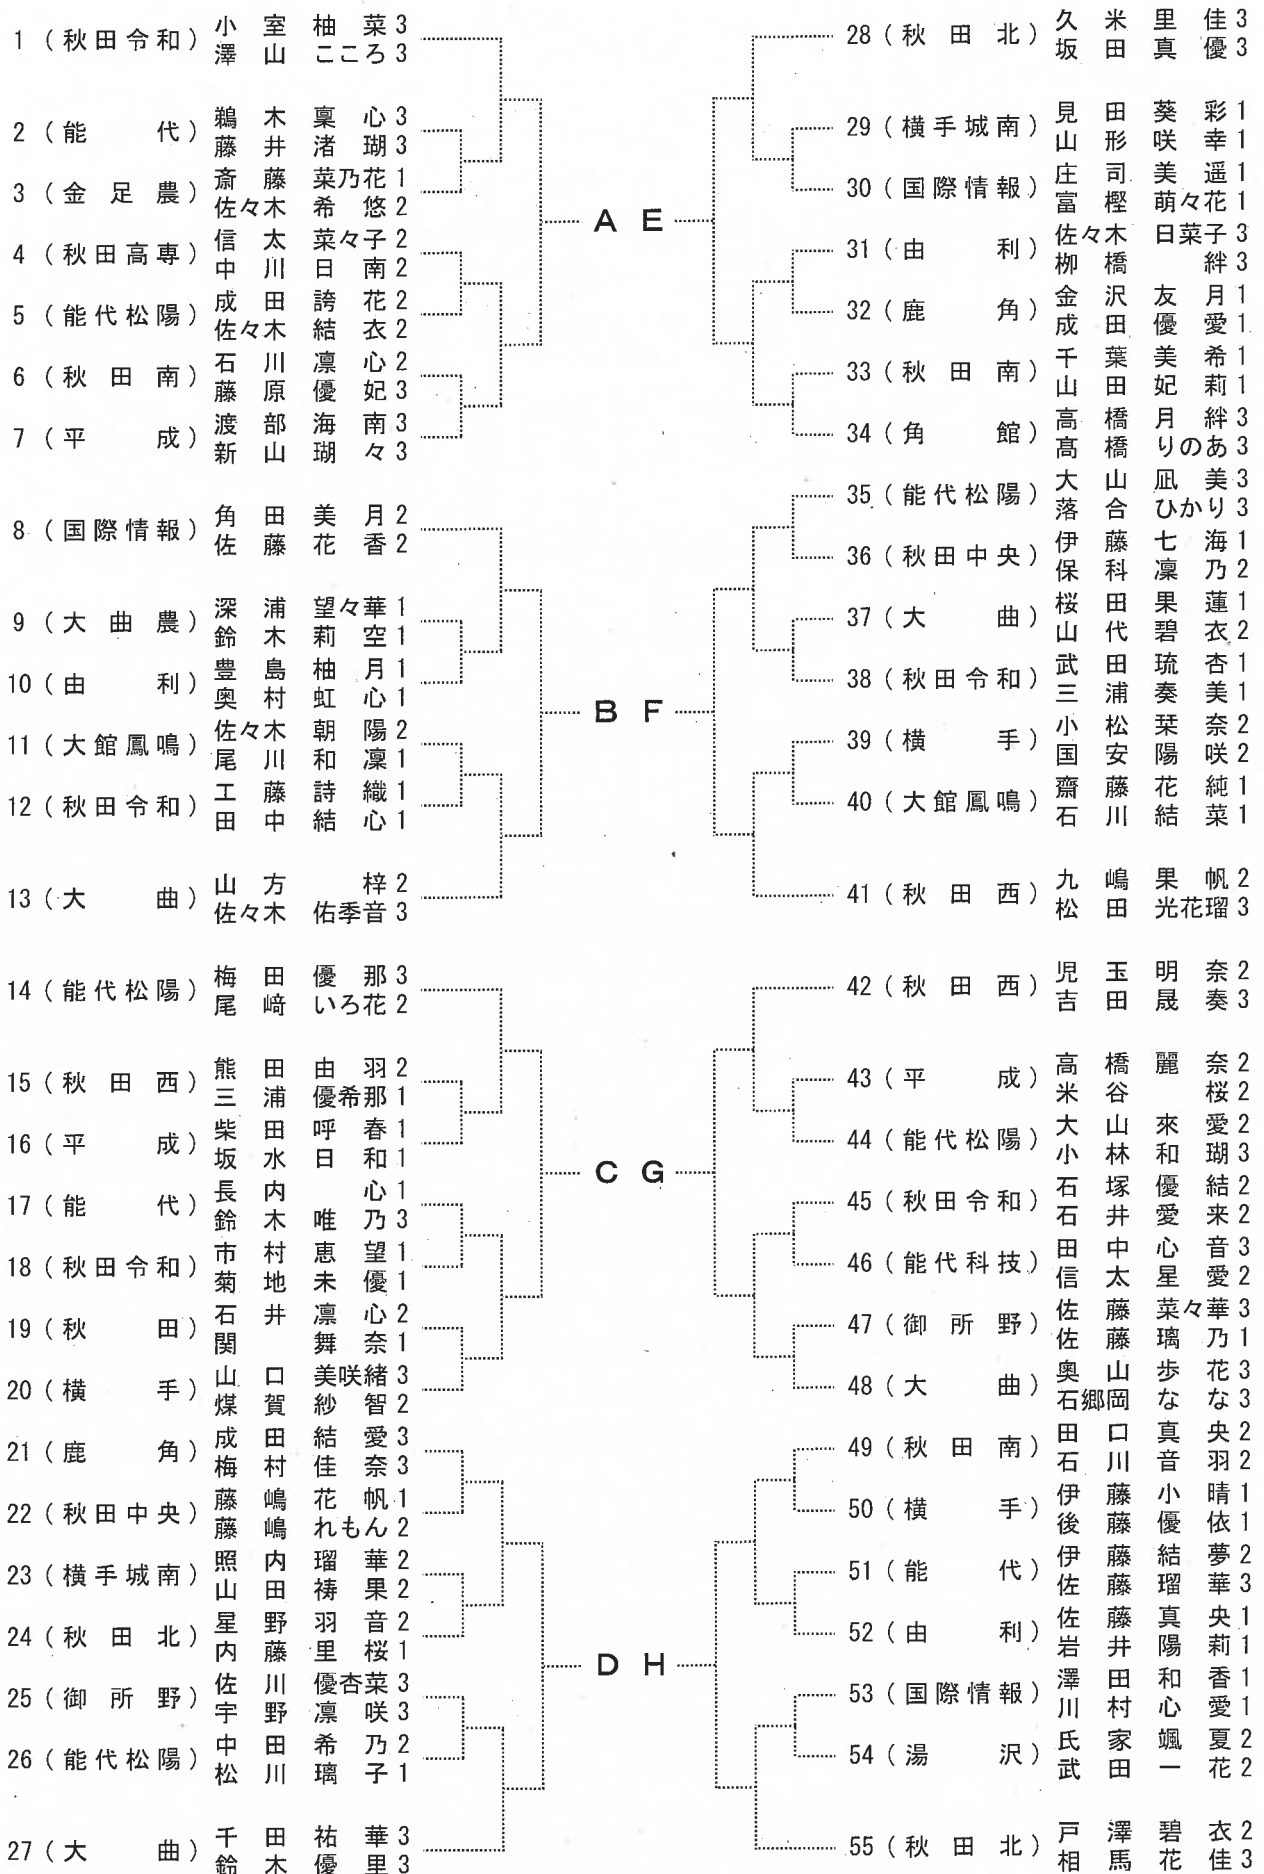 1 (秋田令和) 小室柚菜 3
澤山こころ 3
2 (能代) 鵜木稟心 3
藤井渚瑚 3
3 (金足農) 斎藤菜乃花 1
佐々木希悠 2
4 (秋田高専) 信太菜々子 2
中川日南 2
5 (能代松陽) 成田誇花 2
佐々木結衣 2
6 (秋田南) 石川凛心 2
藤原優妃 3
7 (平成) 渡部海南 3
新山瑚々 3
8 (国際情報) 角田美月 2
佐藤花香 2
9 (大曲農) 深浦望々華 1
鈴木莉空 1
10 (由利) 豊島柚月 1
奥村虹心 1
11 (大館鳳鳴) 佐々木朝陽 2
尾川和凜 1
12 (秋田令和) 工藤詩織 1
田中結心 1
13 (大曲) 山方梓 2
佐々木佑季音 3
14 (能代松陽) 梅田優那 3
尾﨑いろ花 2
15 (秋田西) 熊田由羽 2
三浦優希那 1
16 (平成) 柴田呼春 1
坂水日和 1
17 (能代) 長内心 1
鈴木唯乃 3
18 (秋田令和) 市村恵望 1
菊地未優 1
19 (秋田) 石井凛心 2
関舞奈 1
20 (横手) 山口美咲緒 3
煤賀紗智 2
21 (鹿角) 成田結愛 3
梅村佳奈 3
22 (秋田中央) 藤嶋花帆 1
藤嶋れもん 2
23 (横手城南) 照内瑠華 2
山田祷果 2
24 (秋田北) 星野羽音 2
内藤里桜 1
25 (御所野) 佐川優杏菜 3
宇野凛咲 3
26 (能代松陽) 中田希乃 2
松川璃子 1
27 (大曲) 千田祐華 3
鈴木優里 3
A E
B F
C G
D H
28 (秋田北) 久米里佳 3
坂田真優 3
29 (横手城南) 見田葵彩 1
山形咲幸 1
30 (国際情報) 庄司美遥 1
富樫萌々花 1
31 (由利) 佐々木日菜子 3
栁橋絆 3
32 (鹿角) 金沢友月 1
成田優愛 1
33 (秋田南) 千葉美希 1
山田妃莉 1
34 (角館) 高橋月絆 3
髙橋りのあ 3
35 (能代松陽) 大山凪美 3
落合ひかり 3
36 (秋田中央) 伊藤七海 1
保科凜乃 2
37 (大曲) 桜田果蓮 1
山代碧衣 2
38 (秋田令和) 武田琉杏 1
三浦奏美 1
39 (横手) 小松栞奈 2
国安陽咲 2
40 (大館鳳鳴) 齋藤花純 1
石川結菜 1
41 (秋田西) 九嶋果帆 2
松田光花瑠 3
42 (秋田西) 児玉明奈 2
吉田晟奏 3
43 (平成) 高橋麗奈 2
米谷桜 2
44 (能代松陽) 大山來愛 2
小林和瑚 3
45 (秋田令和) 石塚優結 2
石井愛来 2
46 (能代科技) 田中心音 3
信太星愛 2
47 (御所野) 佐藤菜々華 3
佐藤璃乃 1
48 (大曲) 奥山歩花 3
石郷岡なな 3
49 (秋田南) 田口真央 2
石川音羽 2
50 (横手) 伊藤小晴 1
後藤優依 1
51 (能代) 伊藤結夢 2
佐藤瑠華 3
52 (由利) 佐藤真央 1
岩井陽莉 1
53 (国際情報) 澤田和香 1
川村心愛 1
54 (湯沢) 氏家颯夏 2
武田一花 2
55 (秋田北) 戸澤碧衣 2
相馬花佳 3